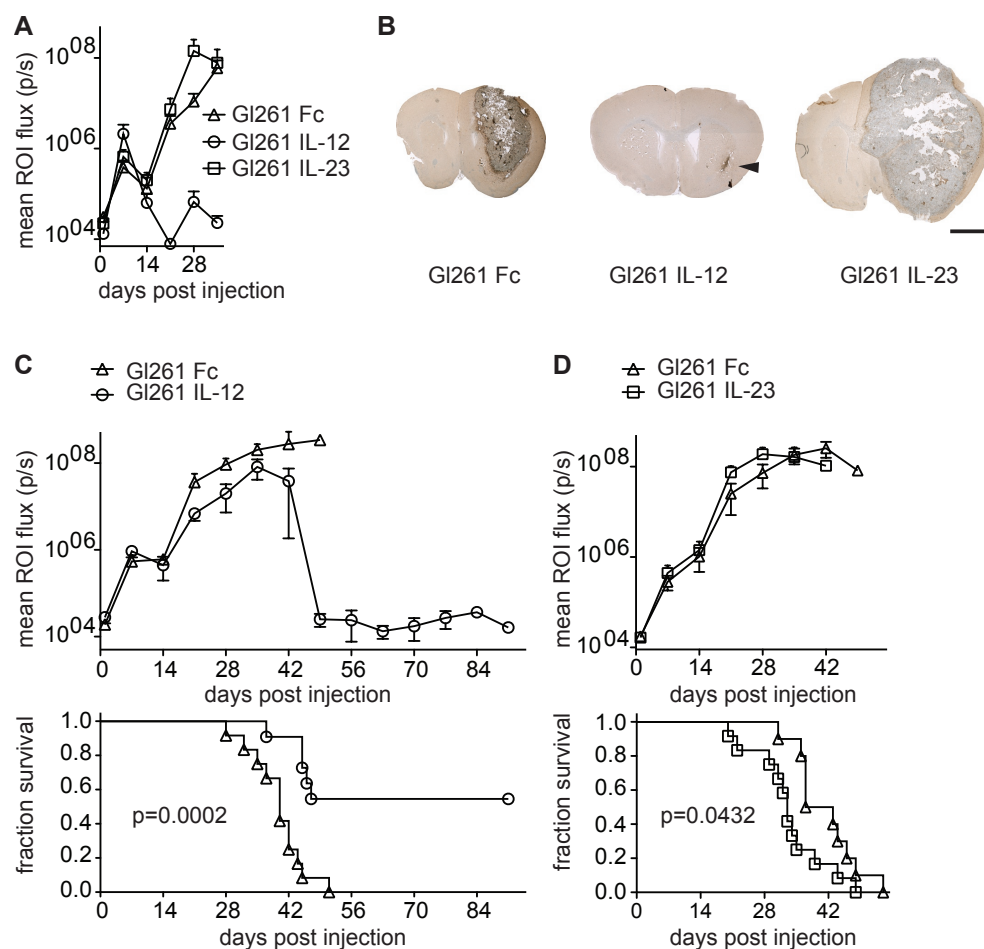 A
mean ROI flux (p/s)
10^08
10^06
10^04
0 14 28
days post injection
Gl261 Fc
Gl261 IL-12
Gl261 IL-23
B
Gl261 Fc
Gl261 IL-12
Gl261 IL-23
C
Gl261 Fc
Gl261 IL-12
mean ROI flux (p/s)
10^08
10^06
10^04
0 14 28 42 56 70 84
days post injection
fraction survival
1.0
0.8
0.6
0.4
0.2
0.0
p=0.0002
0 14 28 42 56 70 84
days post injection
D
Gl261 Fc
Gl261 IL-23
mean ROI flux (p/s)
10^08
10^06
10^04
0 14 28 42
days post injection
fraction survival
1.0
0.8
0.6
0.4
0.2
0.0
p=0.0432
0 14 28 42
days post injection